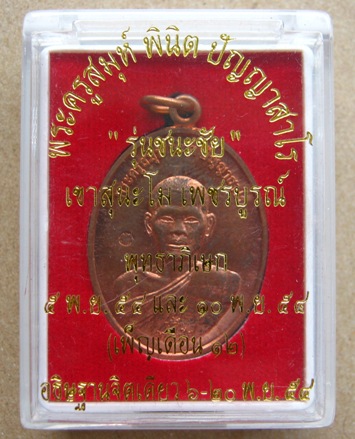 พระครูสมุห์ พินิต ปัญญาสาโร
" รุ่นชนะชัย "
เขาสุนะโม เพชรบูรณ์
พุทธาภิเษก
๕ พ.ย. ๕๔ และ ๑๐ พ.ย. ๕๔
(เพ็ญเดือน ๑๒)
อธิษฐานจิตเดียว ๖-๒๐ พ.ย. ๕๔